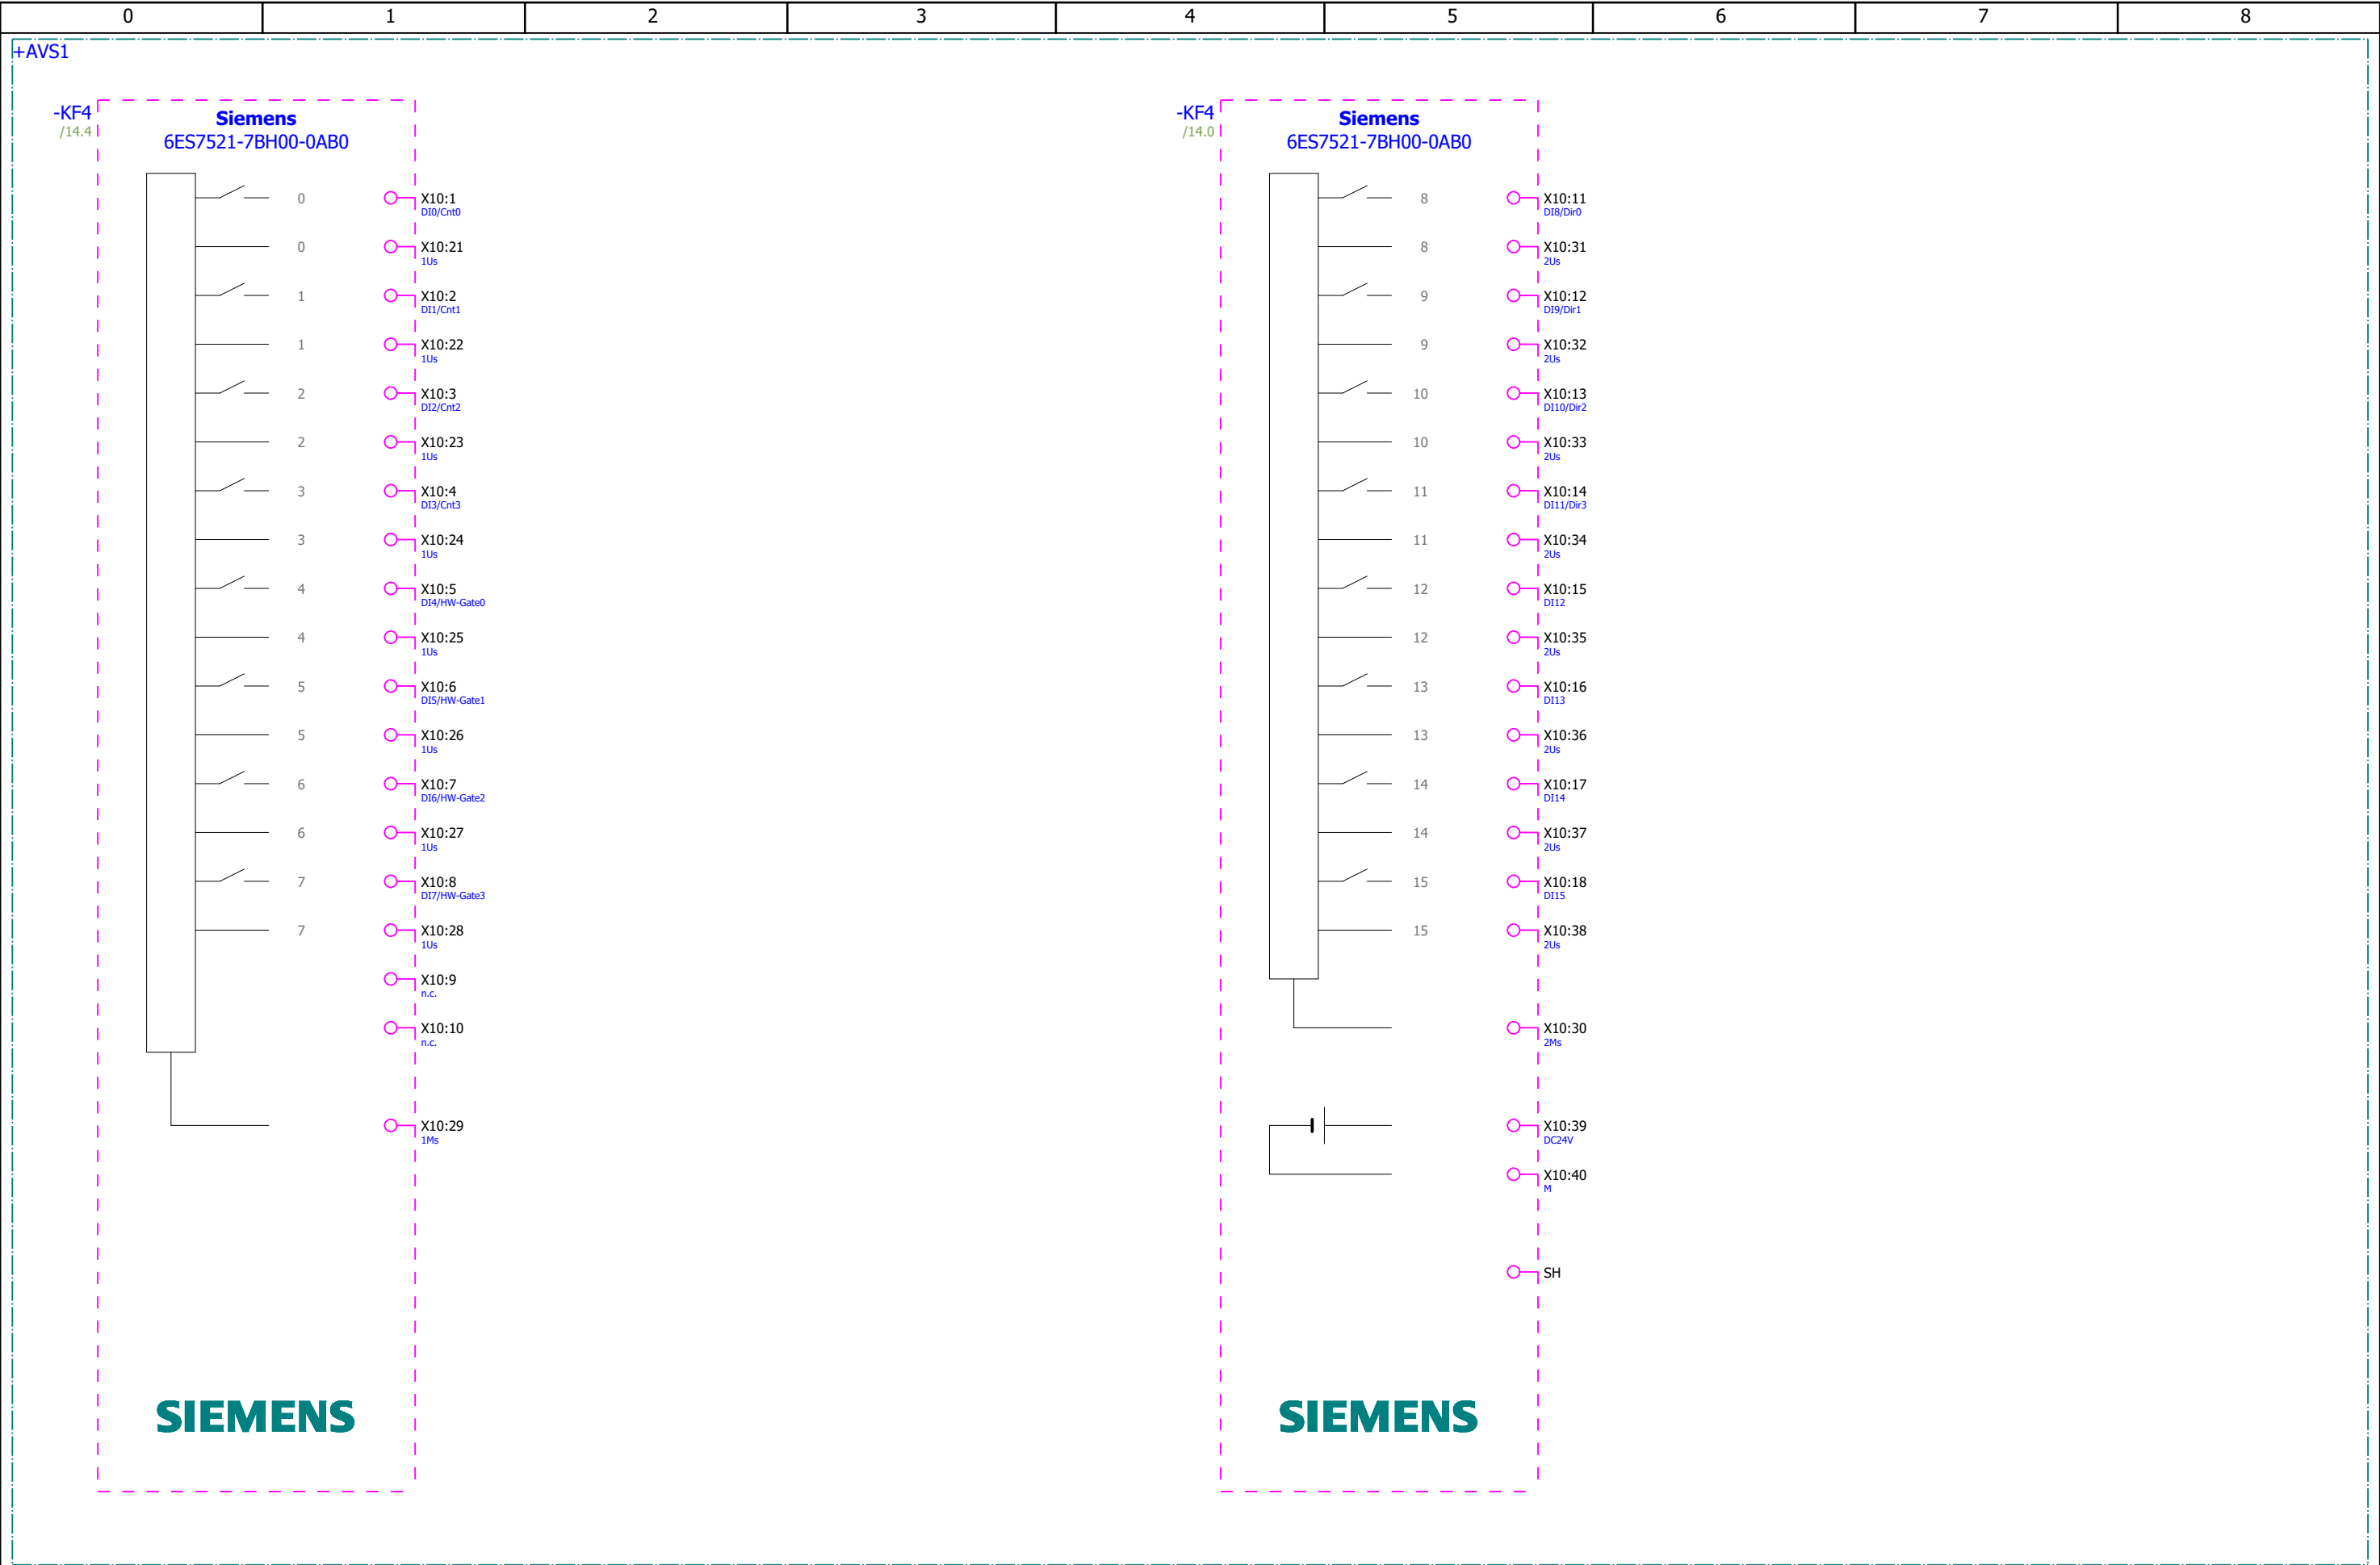 0 1 2 3 4 5 6 7 8
+AVS1
-KF4
/14.4
Siemens
6ES7521-7BH00-0AB0
0 X10:1
DI0/Cnt0
0 X10:21
1Us
1 X10:2
DI1/Cnt1
1 X10:22
1Us
2 X10:3
DI2/Cnt2
2 X10:23
1Us
3 X10:4
DI3/Cnt3
3 X10:24
1Us
4 X10:5
DI4/HW-Gate0
4 X10:25
1Us
5 X10:6
DI5/HW-Gate1
5 X10:26
1Us
6 X10:7
DI6/HW-Gate2
6 X10:27
1Us
7 X10:8
DI7/HW-Gate3
7 X10:28
1Us
X10:9
n.c.
X10:10
n.c.
X10:29
1Ms
SIEMENS
-KF4
/14.0
Siemens
6ES7521-7BH00-0AB0
8 X10:11
DI8/Dir0
8 X10:31
2Us
9 X10:12
DI9/Dir1
9 X10:32
2Us
10 X10:13
DI10/Dir2
10 X10:33
2Us
11 X10:14
DI11/Dir3
11 X10:34
2Us
12 X10:15
DI12
12 X10:35
2Us
13 X10:16
DI13
13 X10:36
2Us
14 X10:17
DI14
14 X10:37
2Us
15 X10:18
DI15
15 X10:38
2Us
X10:30
2Ms
X10:39
DC24V
X10:40
M
SH
SIEMENS